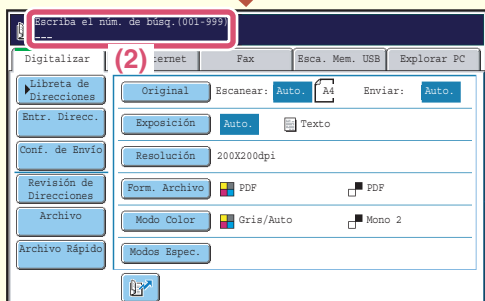 Escriba el núm. de búsq.(001-999)
---
Digitalizar
(2)
ternet
Fax
Esca. Mem. USB
Explorar PC
Libreta de
Direcciones
Original
Escanear:
Auto.
A4
Enviar:
Auto.
Entr. Direcc.
Exposición
Auto.
Texto
Conf. de Envío
Resolución
200X200dpi
Revisión de
Direcciones
Form. Archivo
PDF
PDF
Archivo
Modo Color
Gris/Auto
Mono 2
Archivo Rápido
Modos Espec.